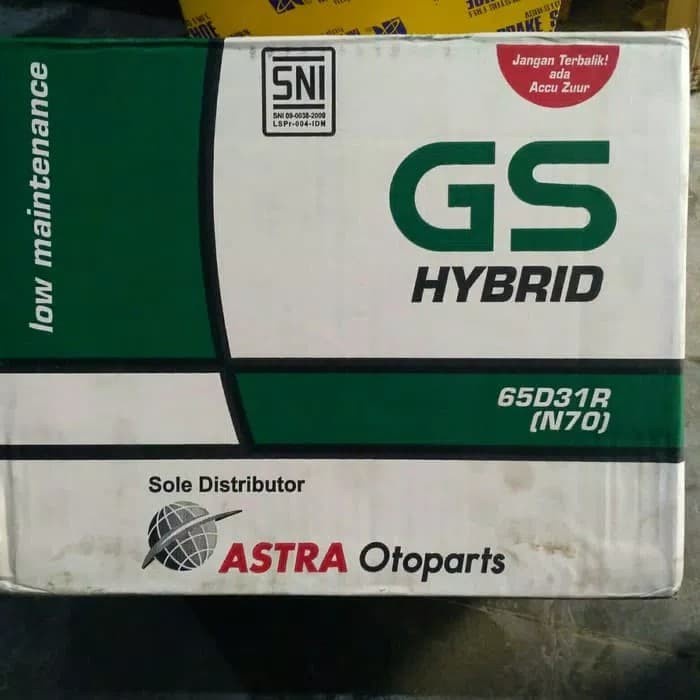 low maintenance
SNI
SNI 09-0038-2000
LSPr-004-IDN
Jangan Terbalik!
ada
Accu Zuur
GS
HYBRID
65D31R
(N70)
Sole Distributor
ASTRA Otoparts